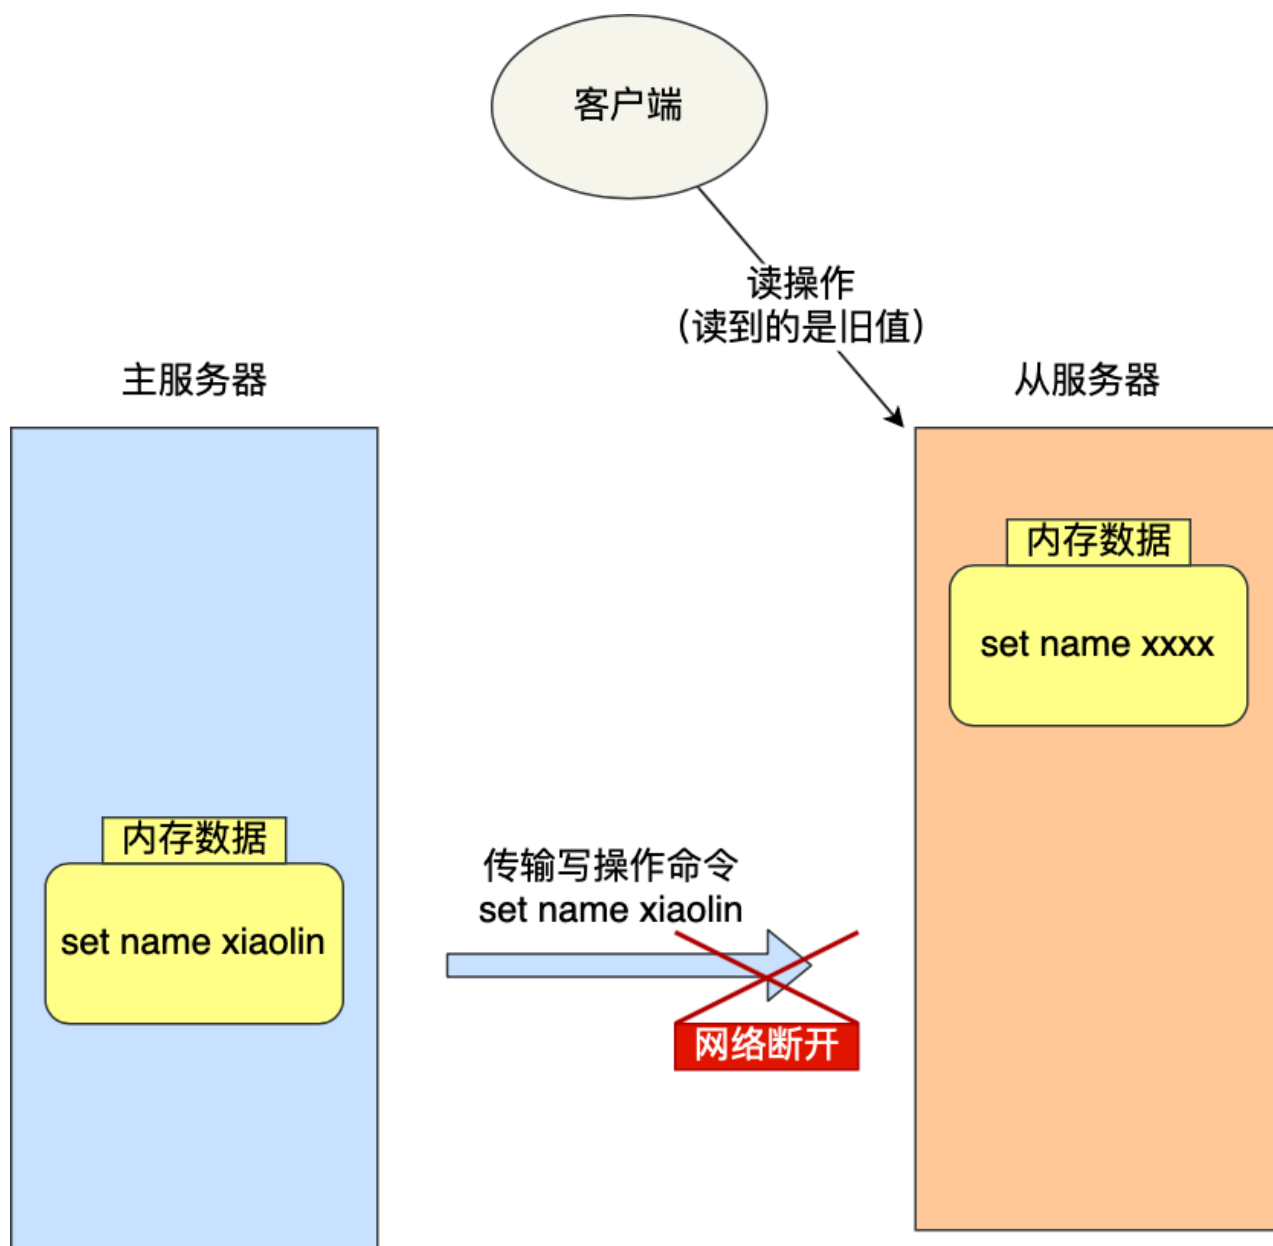 客户端
读操作
（读到的是旧值）
主服务器
从服务器
内存数据
set name xxxx
内存数据
set name xiaolin
传输写操作命令
set name xiaolin
网络断开